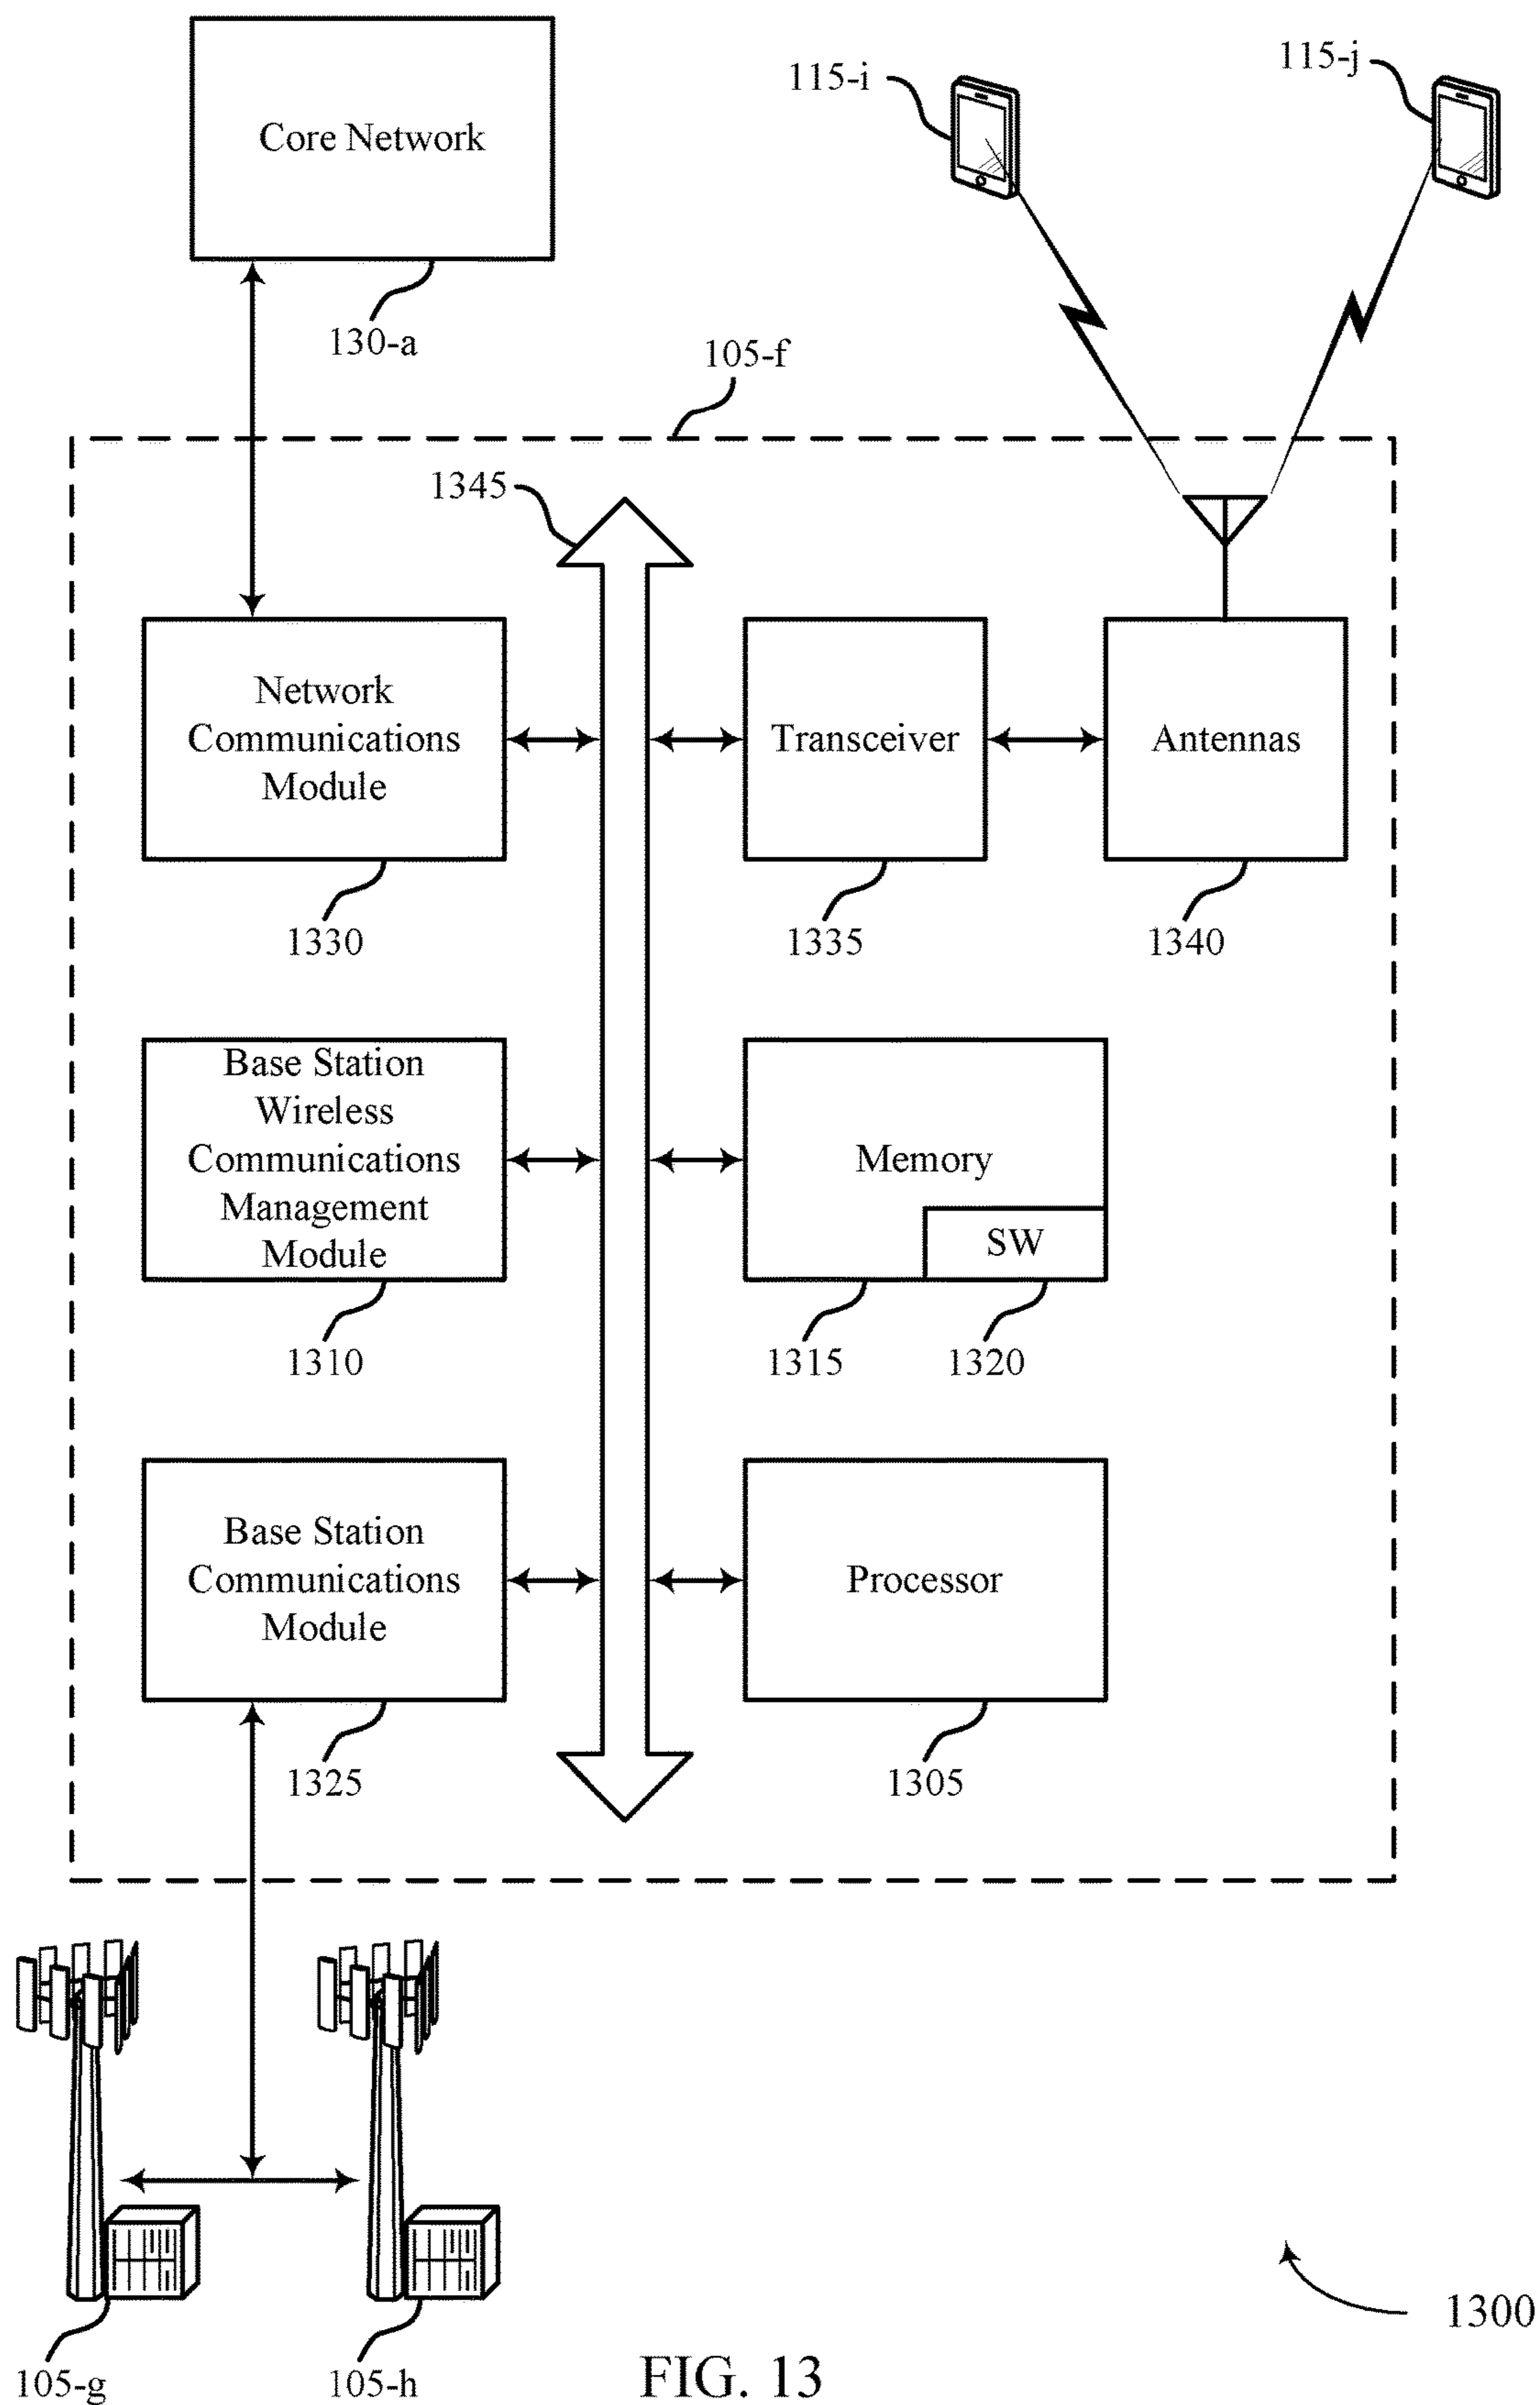 Core Network
130-a
115-i
115-j
105-f
1345
Network
Communications
Module
1330
Transceiver
1335
Antennas
1340
Base Station
Wireless
Communications
Management
Module
1310
Memory
SW
1315
1320
Base Station
Communications
Module
1325
Processor
1305
105-g
105-h
1300
FIG. 13